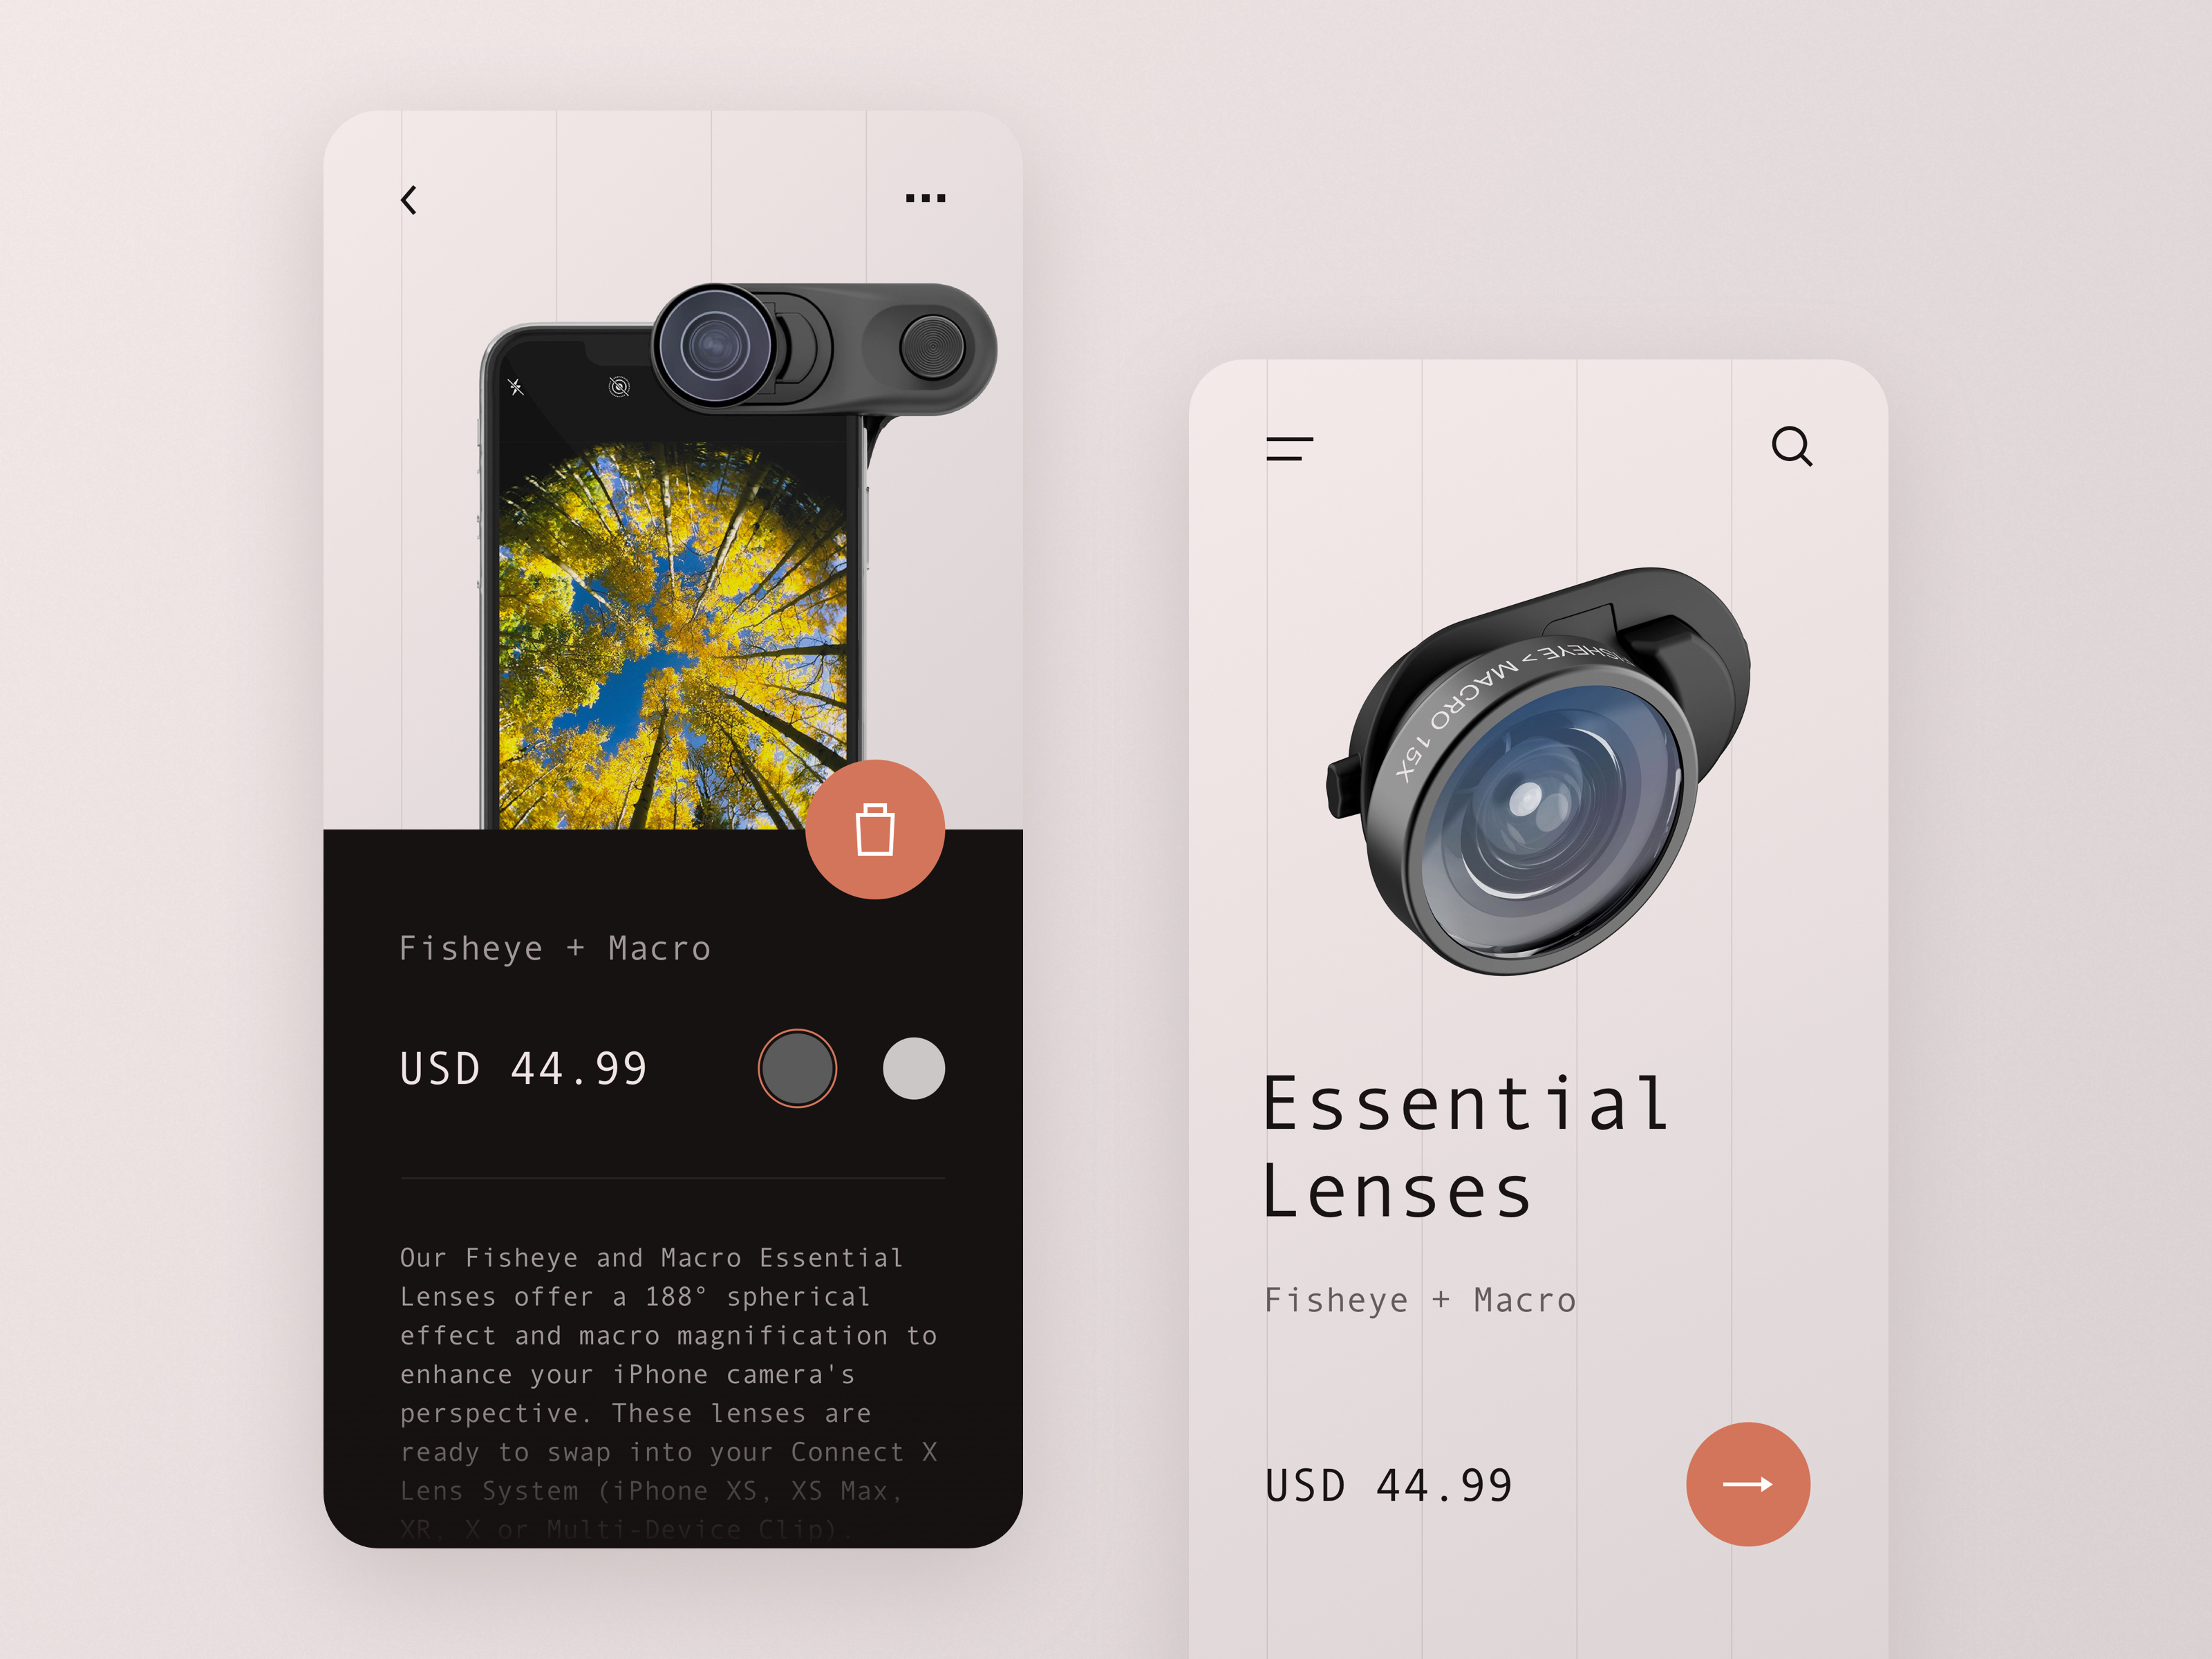 Fisheye + Macro
USD 44.99
Our Fisheye and Macro Essential
Lenses offer a 188° spherical
effect and macro magnification to
enhance your iPhone camera's
perspective. These lenses are
ready to swap into your Connect X
Lens System (iPhone XS, XS Max,
XR, X or Multi-Device Clip).
MACRO 15X
FISHEYE > 
Essential
Lenses
Fisheye + Macro
USD 44.99